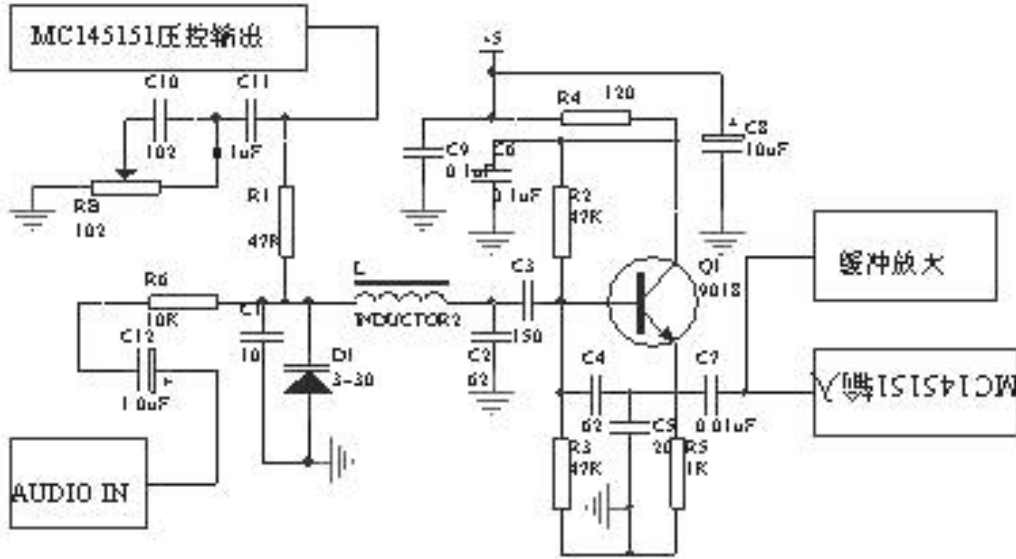 MC145151压控输出
C10
C11
102
1uF
R8
102
R1
47K
R6
10K
C12
10uF
AUDIO IN
C1
10
D1
3-30
L
INDUCTOR2
C2
62
C3
150
+5
R4
120
C9
0.1uF
C6
0.1uF
C8
10uF
R2
47K
Q1
9018
C4
62
C5
20
C7
0.01uF
R3
47K
R5
1K
缓冲放大
MC145151输入